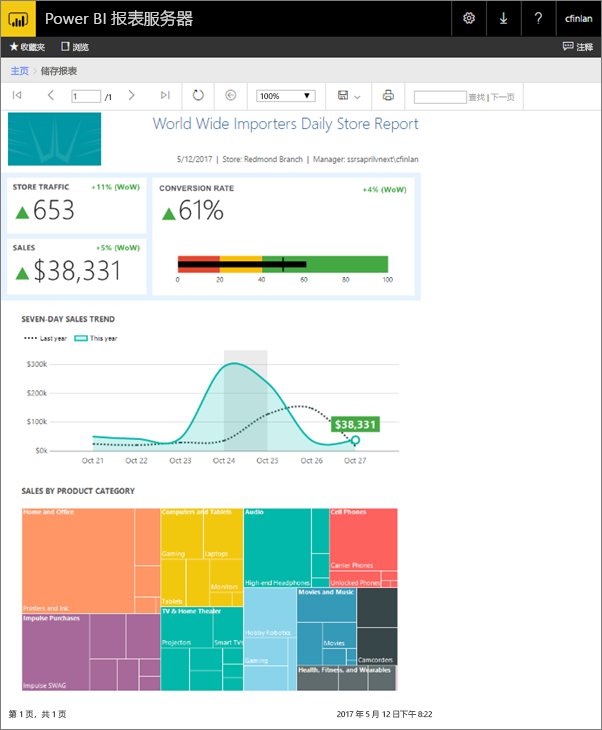 Power BI 报表服务器
?
cfinlan
收藏夹
浏览
注释
主页 > 储存报表
1 /1
100%
查找 | 下一页
World Wide Importers Daily Store Report
5/12/2017 | Store: Redmond Branch | Manager: ssrsaprilvnext\cfinlan
STORE TRAFFIC +11% (WoW)
653
CONVERSION RATE +4% (WoW)
61%
SALES +5% (WoW)
$38,331
0 20 40 60 80 100
SEVEN-DAY SALES TREND
Last year This year
$300k
$200k
$100k
$0k
$38,331
Oct 21 Oct 22 Oct 23 Oct 24 Oct 25 Oct 26 Oct 27
SALES BY PRODUCT CATEGORY
Home and Office
Printers and Ink
Computers and Tablets
Gaming
Laptops
Monitors
Tablets
Audio
High-end Headphones
Cell Phones
Carrier Phones
Unlocked Phones
Impulse Purchases
Impulse SWAG
TV & Home Theater
Projectors
Smart TVs
Hobby Robotics
Gaming
Movies and Music
Movies
Camcorders
Health, Fitness, and Wearables
第 1 页，共 1 页
2017 年 5 月 12 日下午 8:22